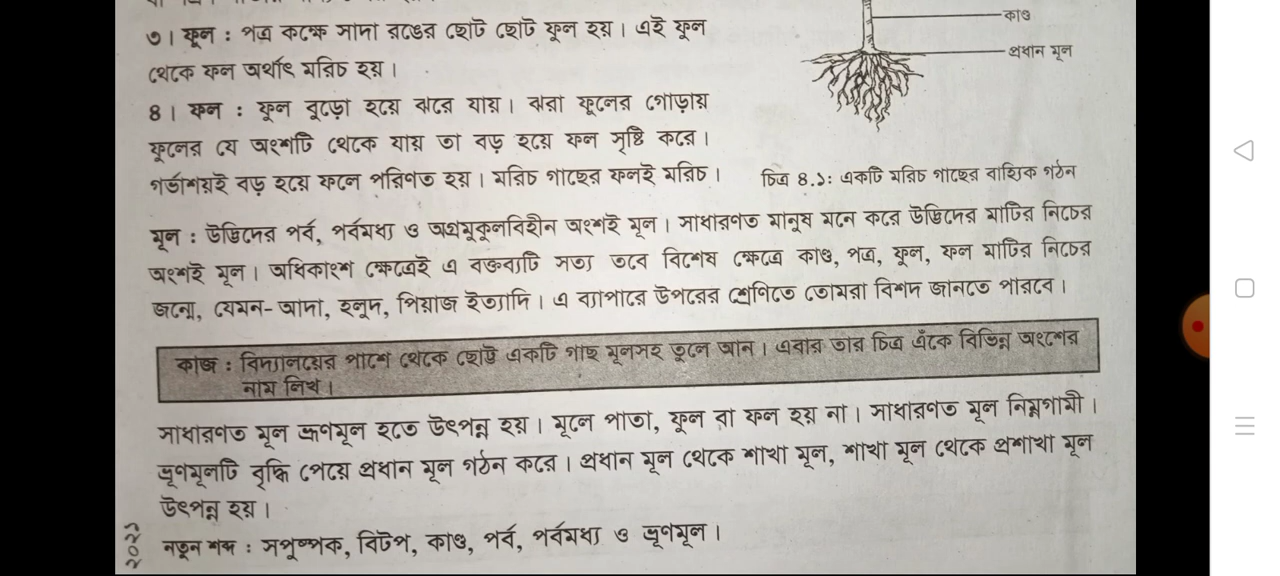 কাণ্ড
৩। ফুল : পত্র কক্ষে সাদা রঙের ছোট ছোট ফুল হয়। এই ফুল
প্রধান মূল
থেকে ফল অর্থাৎ মরিচ হয়।
৪। ফল : ফুল বুড়ো হয়ে ঝরে যায়। ঝরা ফুলের গোড়ায়
ফুলের যে অংশটি থেকে যায় তা বড় হয়ে ফল সৃষ্টি করে।
গর্ভাশয়ই বড় হয়ে ফলে পরিণত হয়। মরিচ গাছের ফলই মরিচ।
চিত্র ৪.১: একটি মরিচ গাছের বাহ্যিক গঠন
মূল : উদ্ভিদের পর্ব, পর্বমধ্য ও অগ্রমুকুলবিহীন অংশই মূল। সাধারণত মানুষ মনে করে উদ্ভিদের মাটির নিচের
অংশই মূল। অধিকাংশ ক্ষেত্রেই এ বক্তব্যটি সত্য তবে বিশেষ ক্ষেত্রে কাণ্ড, পত্র, ফুল, ফল মাটির নিচের
জন্মে, যেমন- আদা, হলুদ, পিয়াজ ইত্যাদি। এ ব্যাপারে উপরের শ্রেণিতে তোমরা বিশদ জানতে পারবে।
কাজ : বিদ্যালয়ের পাশে থেকে ছোট্ট একটি গাছ মূলসহ তুলে আন। এবার তার চিত্র এঁকে বিভিন্ন অংশের
নাম লিখ।
সাধারণত মূল ভ্রূণমূল হতে উৎপন্ন হয়। মূলে পাতা, ফুল বা ফল হয় না। সাধারণত মূল নিম্নগামী।
ভ্রূণমূলটি বৃদ্ধি পেয়ে প্রধান মূল গঠন করে। প্রধান মূল থেকে শাখা মূল, শাখা মূল থেকে প্রশাখা মূল
উৎপন্ন হয়।
নতুন শব্দ : সপুষ্পক, বিটপ, কাণ্ড, পর্ব, পর্বমধ্য ও ভ্রূণমূল।